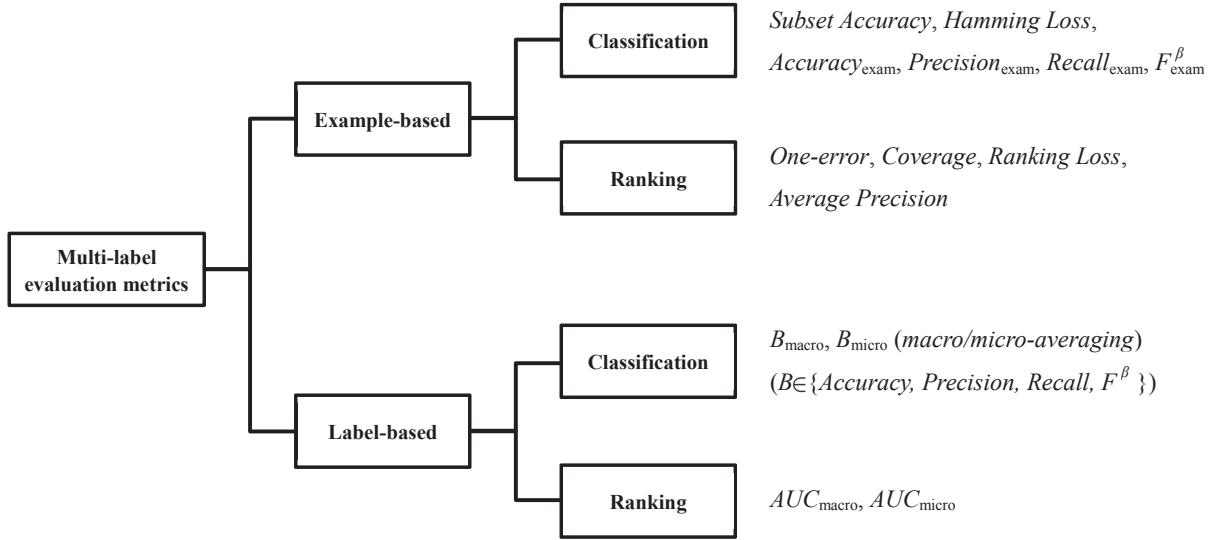 Classification
Subset Accuracy, Hamming Loss,
Accuracy_exam, Precision_exam, Recall_exam, F^β_exam
Example-based
Ranking
One-error, Coverage, Ranking Loss,
Average Precision
Multi-label
evaluation metrics
Classification
B_macro, B_micro (macro/micro-averaging)
(B∈{Accuracy, Precision, Recall, F^β })
Label-based
Ranking
AUC_macro, AUC_micro